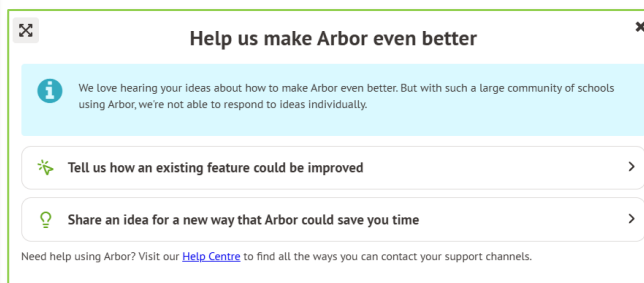 Help us make Arbor even better
We love hearing your ideas about how to make Arbor even better. But with such a large community of schools
using Arbor, we're not able to respond to ideas individually.
Tell us how an existing feature could be improved
Share an idea for a new way that Arbor could save you time
Need help using Arbor? Visit our Help Centre to find all the ways you can contact your support channels.